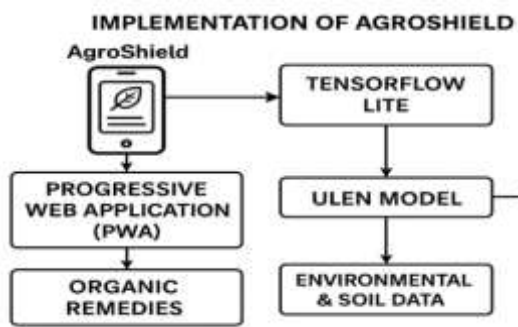 IMPLEMENTATION OF AGROSHIELD
AgroShield
TENSORFLOW
LITE
PROGRESSIVE
WEB APPLICATION
(PWA)
ULEN MODEL
ORGANIC
REMEDIES
ENVIRONMENTAL
& SOIL DATA